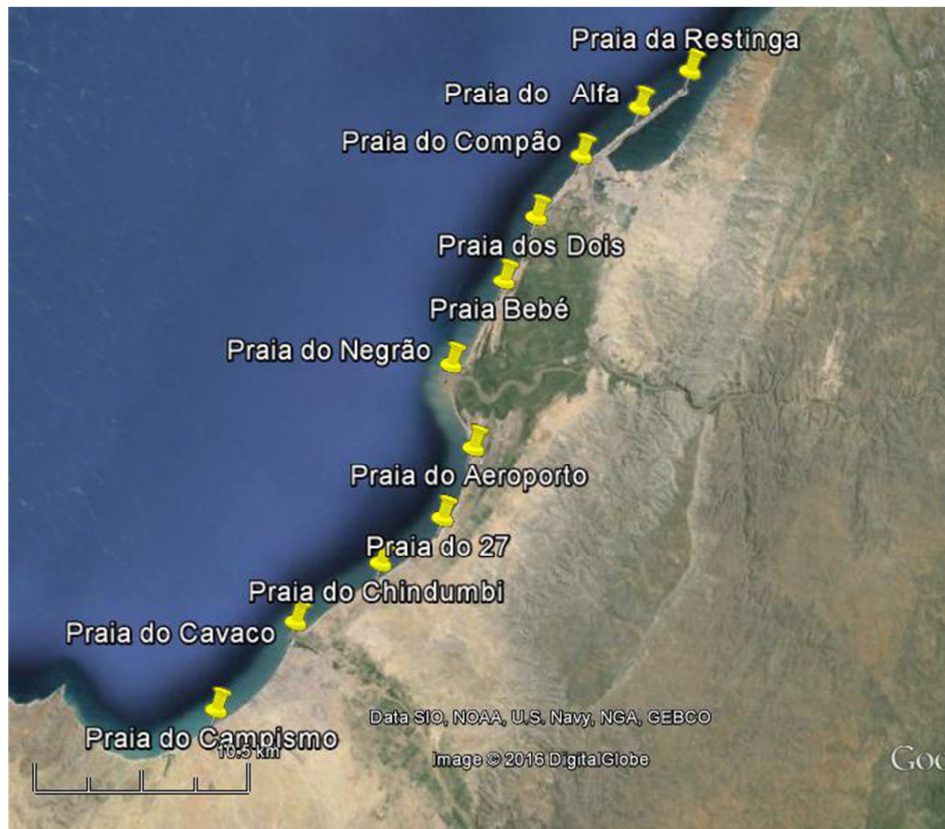 Praia da Restinga
Praia do Alfa
Praia do Compão
Praia dos Dois
Praia Bebé
Praia do Negrão
Praia do Aeroporto
Praia do 27
Praia do Chindumbi
Praia do Cavaco
Data SIO, NOAA, U.S. Navy, NGA, GEBCO
Praia do Campismo
10.5 km
Image © 2016 DigitalGlobe
Goo